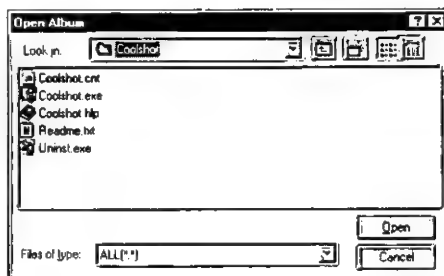 Open Album
Look in:
Coolshot
Coolshot.cnt
Coolshot.exe
Coolshot hlp
Readme.txt
Uninst.exe
Open
Files of type:
ALL(*.*)
Cancel